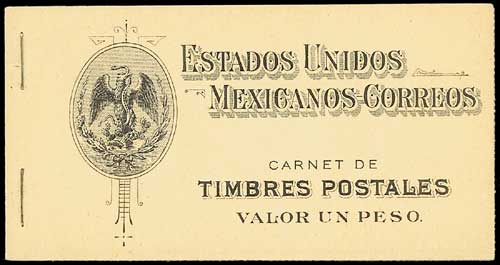 ESTADOS UNIDOS
MEXICANOS-CORREOS
CARNET DE
TIMBRES POSTALES
VALOR UN PESO.